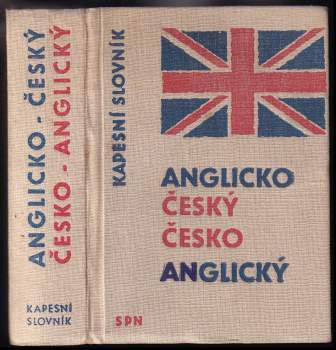 ANGLICKO - ČESKÝ
ČESKO - ANGLICKÝ
KAPESNÍ
SLOVNÍK
KAPESNÍ SLOVNÍK
ANGLICKO
ČESKÝ
ČESKO
ANGLICKÝ
SPN